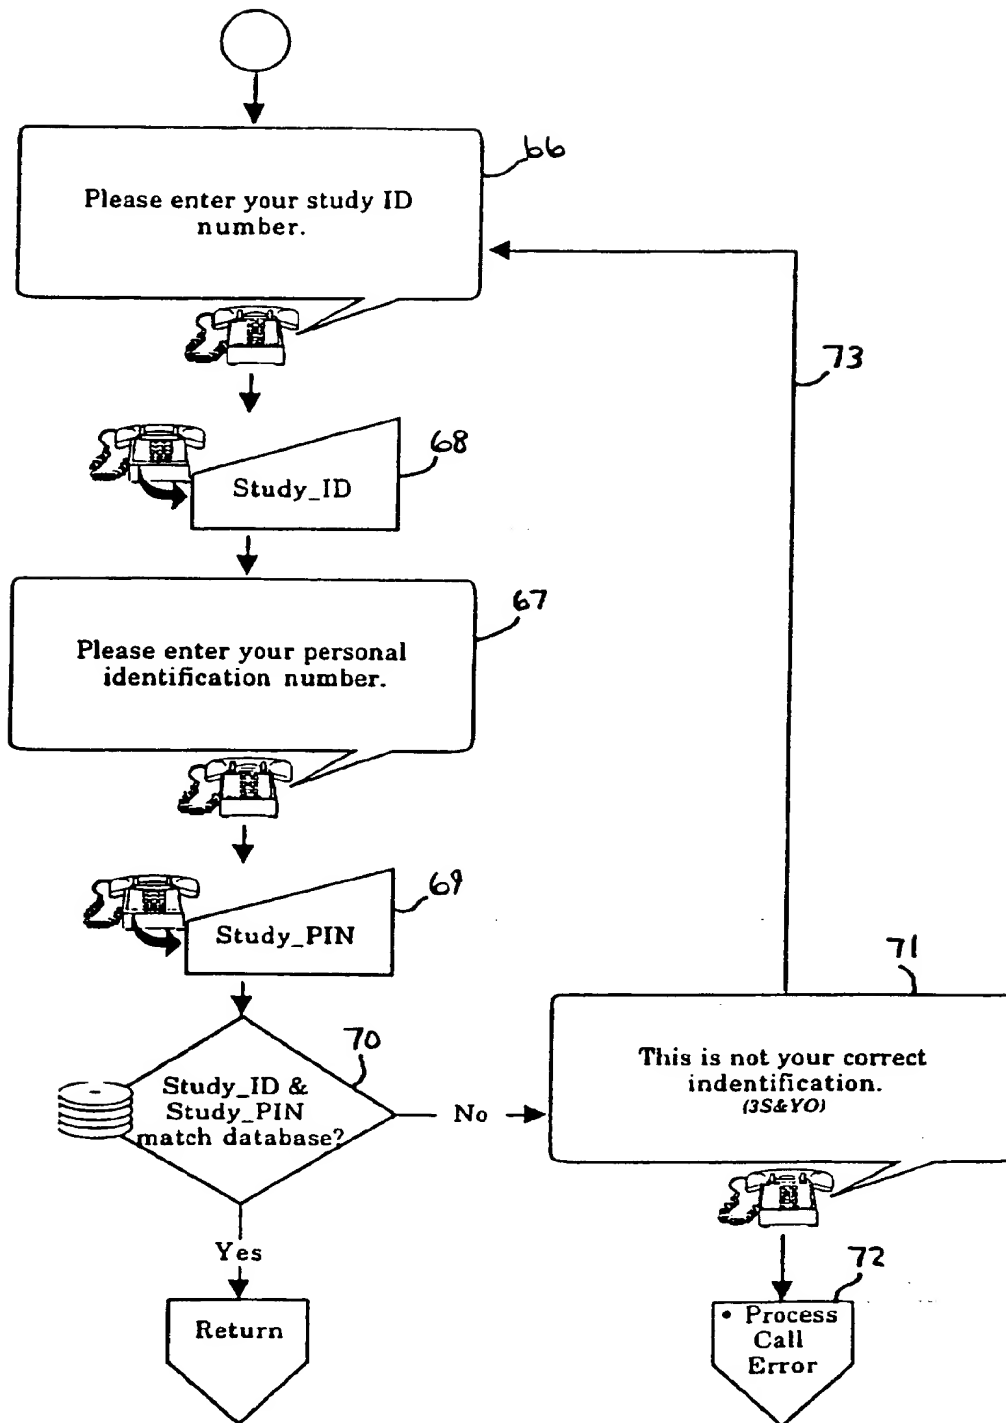 66
Please enter your study ID
number.
73
68
Study_ID
67
Please enter your personal
identification number.
69
Study_PIN
71
70
This is not your correct
indentification.
(3S&YO)
Study_ID &
Study_PIN
match database?
No
Yes
72
Return
• Process
Call
Error